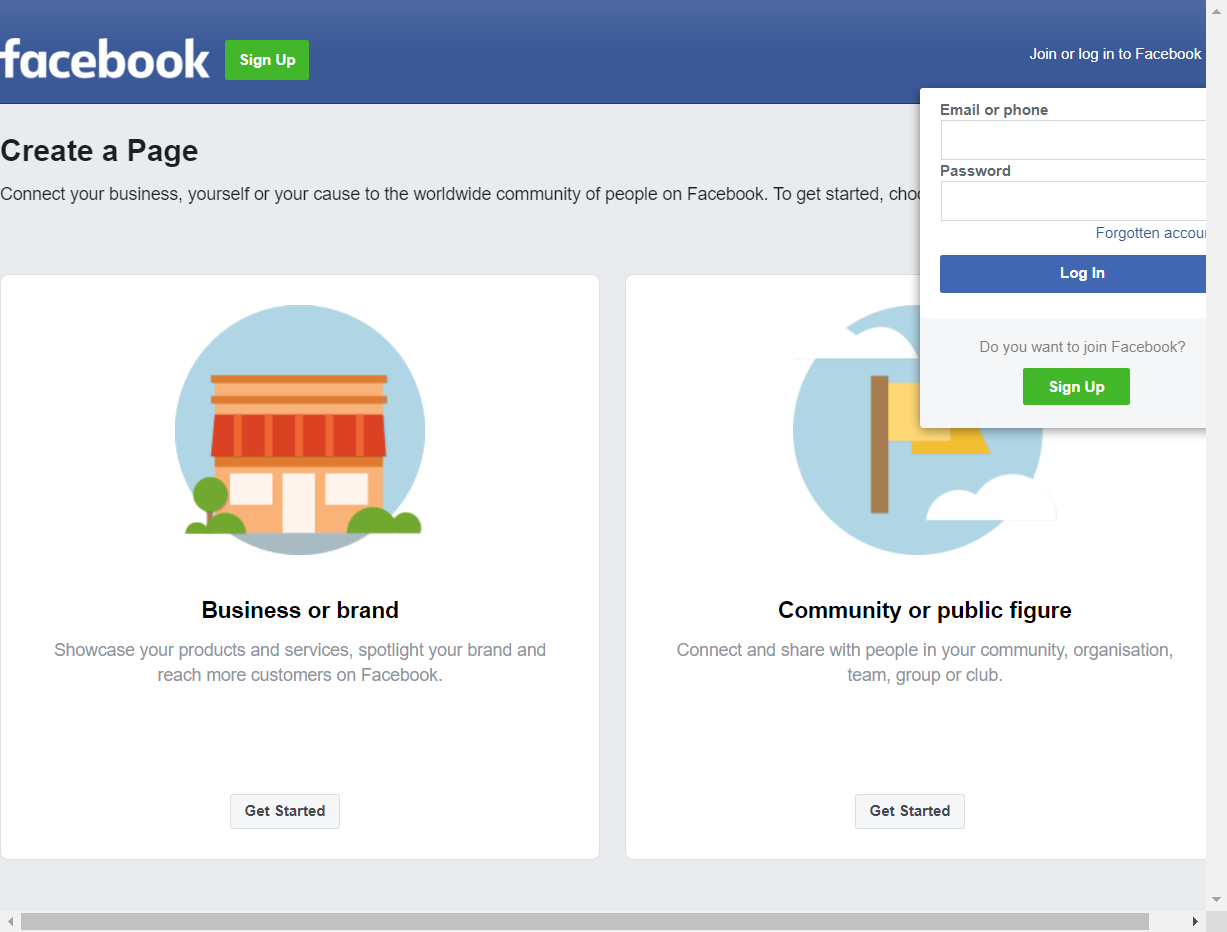 facebook
Sign Up
Join or log in to Facebook
Email or phone
Password
Forgotten
Log In
Do you want to join Facebook?
Sign Up
Create a Page
Connect your business, yourself or your cause to the worldwide community of people on Facebook. To get started,
Business or brand
Showcase your products and services, spotlight your brand and
reach more customers on Facebook.
Get Started
Community or public figure
Connect and share with people in your community, organisation,
team, group or club.
Get Started